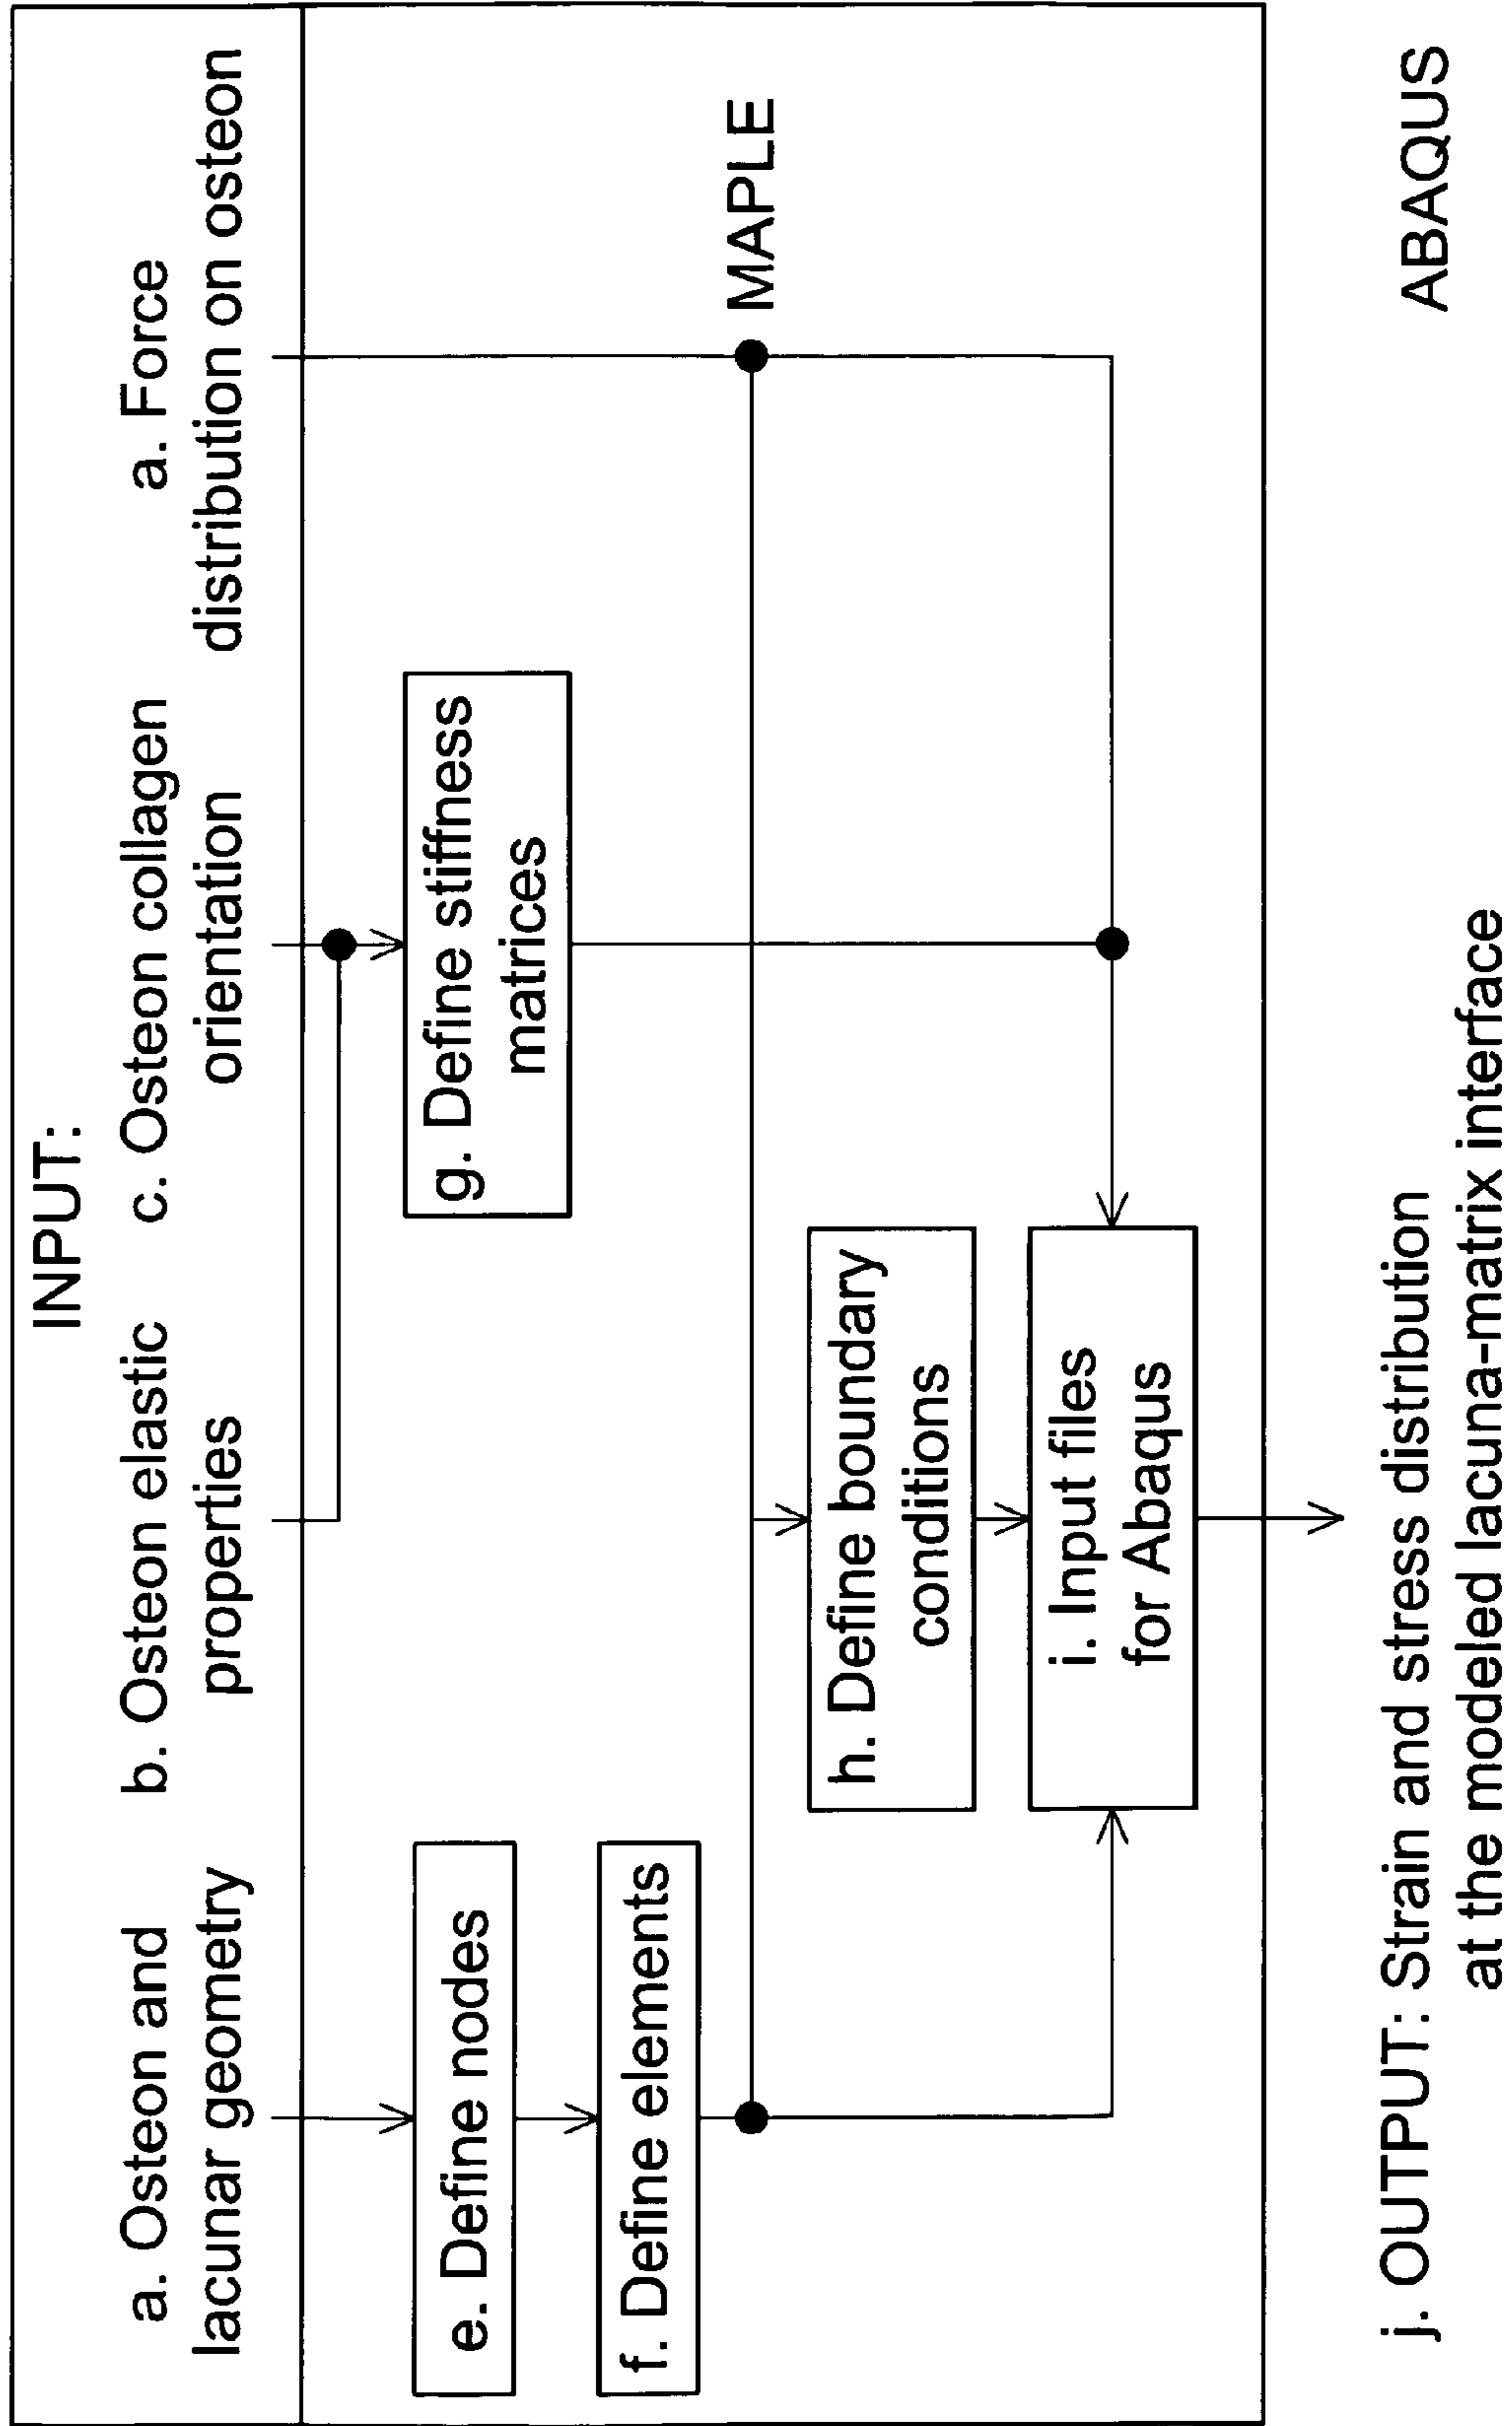 INPUT:
a. Osteon and
lacunar geometry
b. Osteon elastic
properties
c. Osteon collagen
orientation
a. Force
distribution on osteon
e. Define nodes
f. Define elements
g. Define stiffness
matrices
MAPLE
h. Define boundary
conditions
i. Input files
for Abaqus
j. OUTPUT: Strain and stress distribution
at the modeled lacuna-matrix interface
ABAQUS